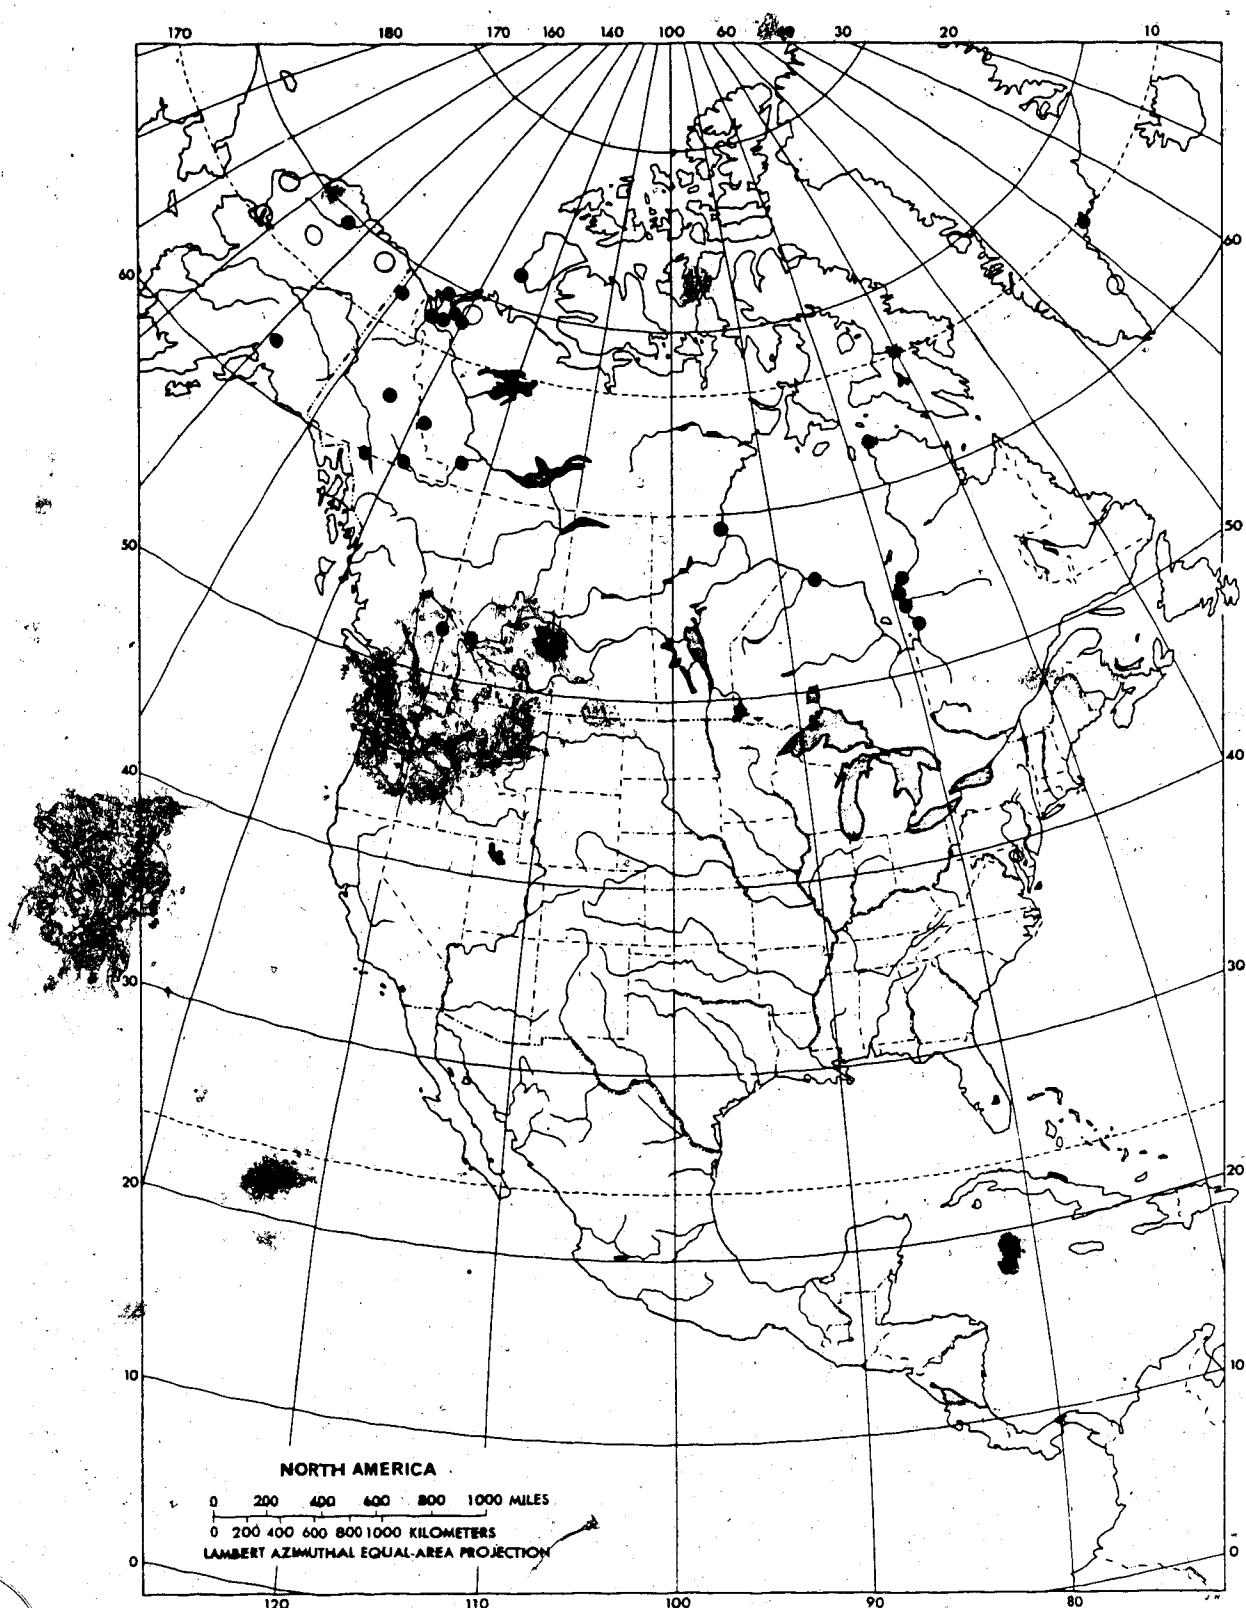 170 180 170 160 140 100 60 40 30 20 10
60 60
50 50
40 40
30 30
20 20
10 10
NORTH AMERICA
0 200 400 600 800 1000 MILES
0 200 400 600 800 1000 KILOMETERS
LAMBERT AZIMUTHAL EQUAL-AREA PROJECTION
0 0
120 110 100 90 80